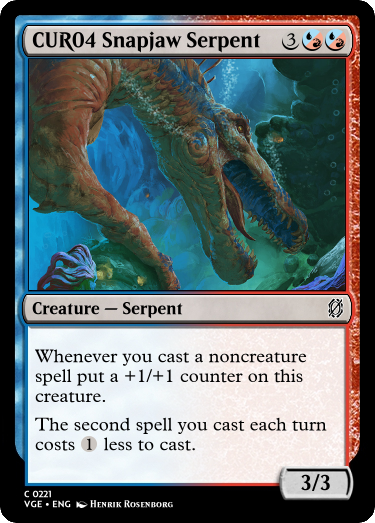 CUR04 Snapjaw Serpent 3
Creature — Serpent
Whenever you cast a noncreature
spell put a +1/+1 counter on this
creature.
The second spell you cast each turn
costs 1 less to cast.
3/3
C 0221
VGE • ENG Henrik Rosenborg